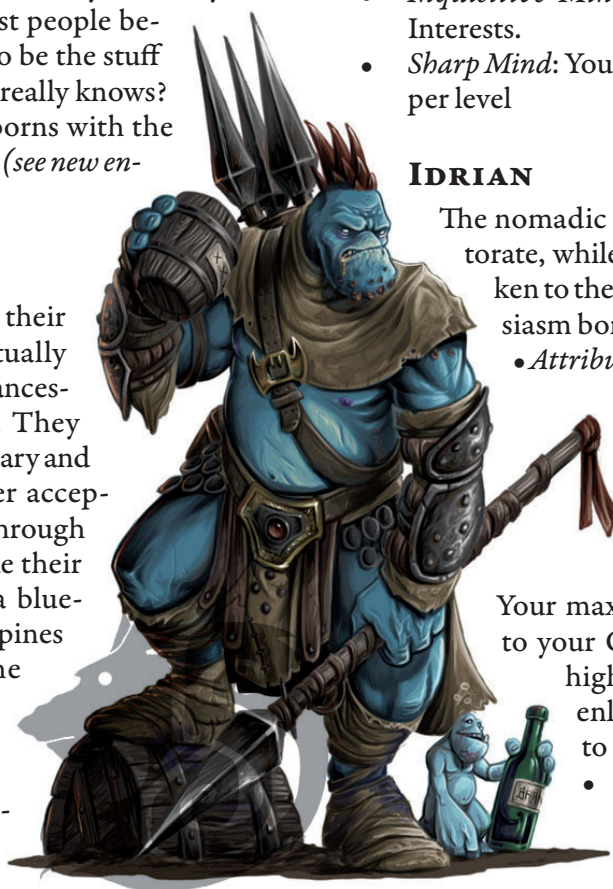 st people be-
o be the stuff
really knows?
orns with the
(see new en-
their
tually
ances-
They
ary and
er accep-
hrough
e their
a blue-
pines
ne
-
Interests.
• Sharp Mind: You
per level
IDRIAN
The nomadic
torate, while
ken to the
siasm bor
• Attribu
Your max
to your C
high
enl
to
•